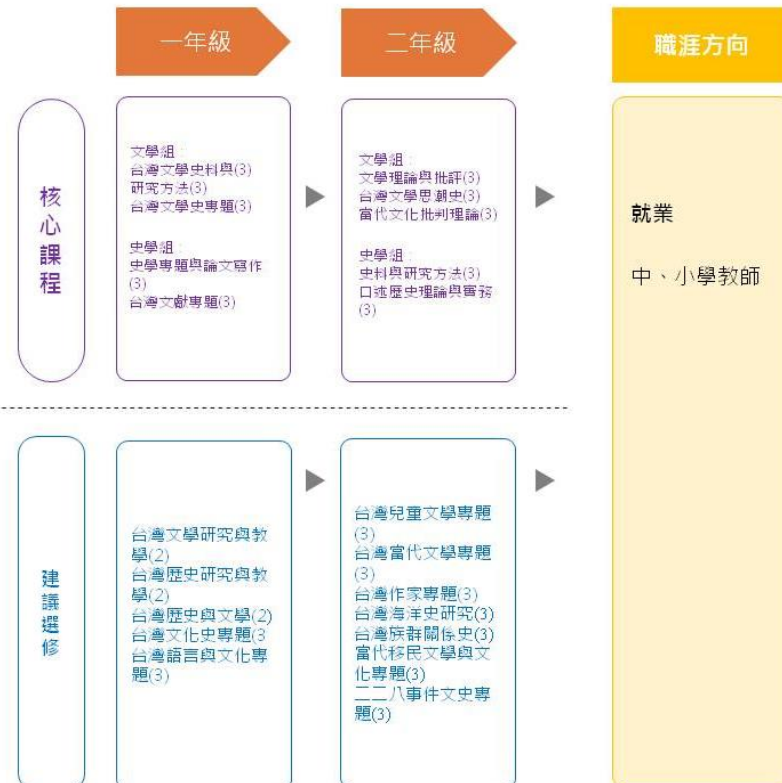 一年級
二年級
職涯方向
核心課程
文學組：
台灣文學史料與(3)
研究方法(3)
台灣文學史專題(3)
史學組：
史學專題與論文寫作
(3)
台灣文獻專題(3)
文學組：
文學理論與批評(3)
台灣文學思潮史(3)
當代文化批判理論(3)
史學組：
史料與研究方法(3)
口述歷史理論與實務
(3)
就業
中、小學教師
建議選修
台灣文學研究與教
學(2)
台灣歷史研究與教
學(2)
台灣歷史與文學(2)
台灣文化史專題(3
台灣語言與文化專
題(3)
台灣兒童文學專題
(3)
台灣當代文學專題
(3)
台灣作家專題(3)
台灣海洋史研究(3)
台灣族群關係史(3)
當代移民文學與文
化專題(3)
二二八事件文史專
題(3)